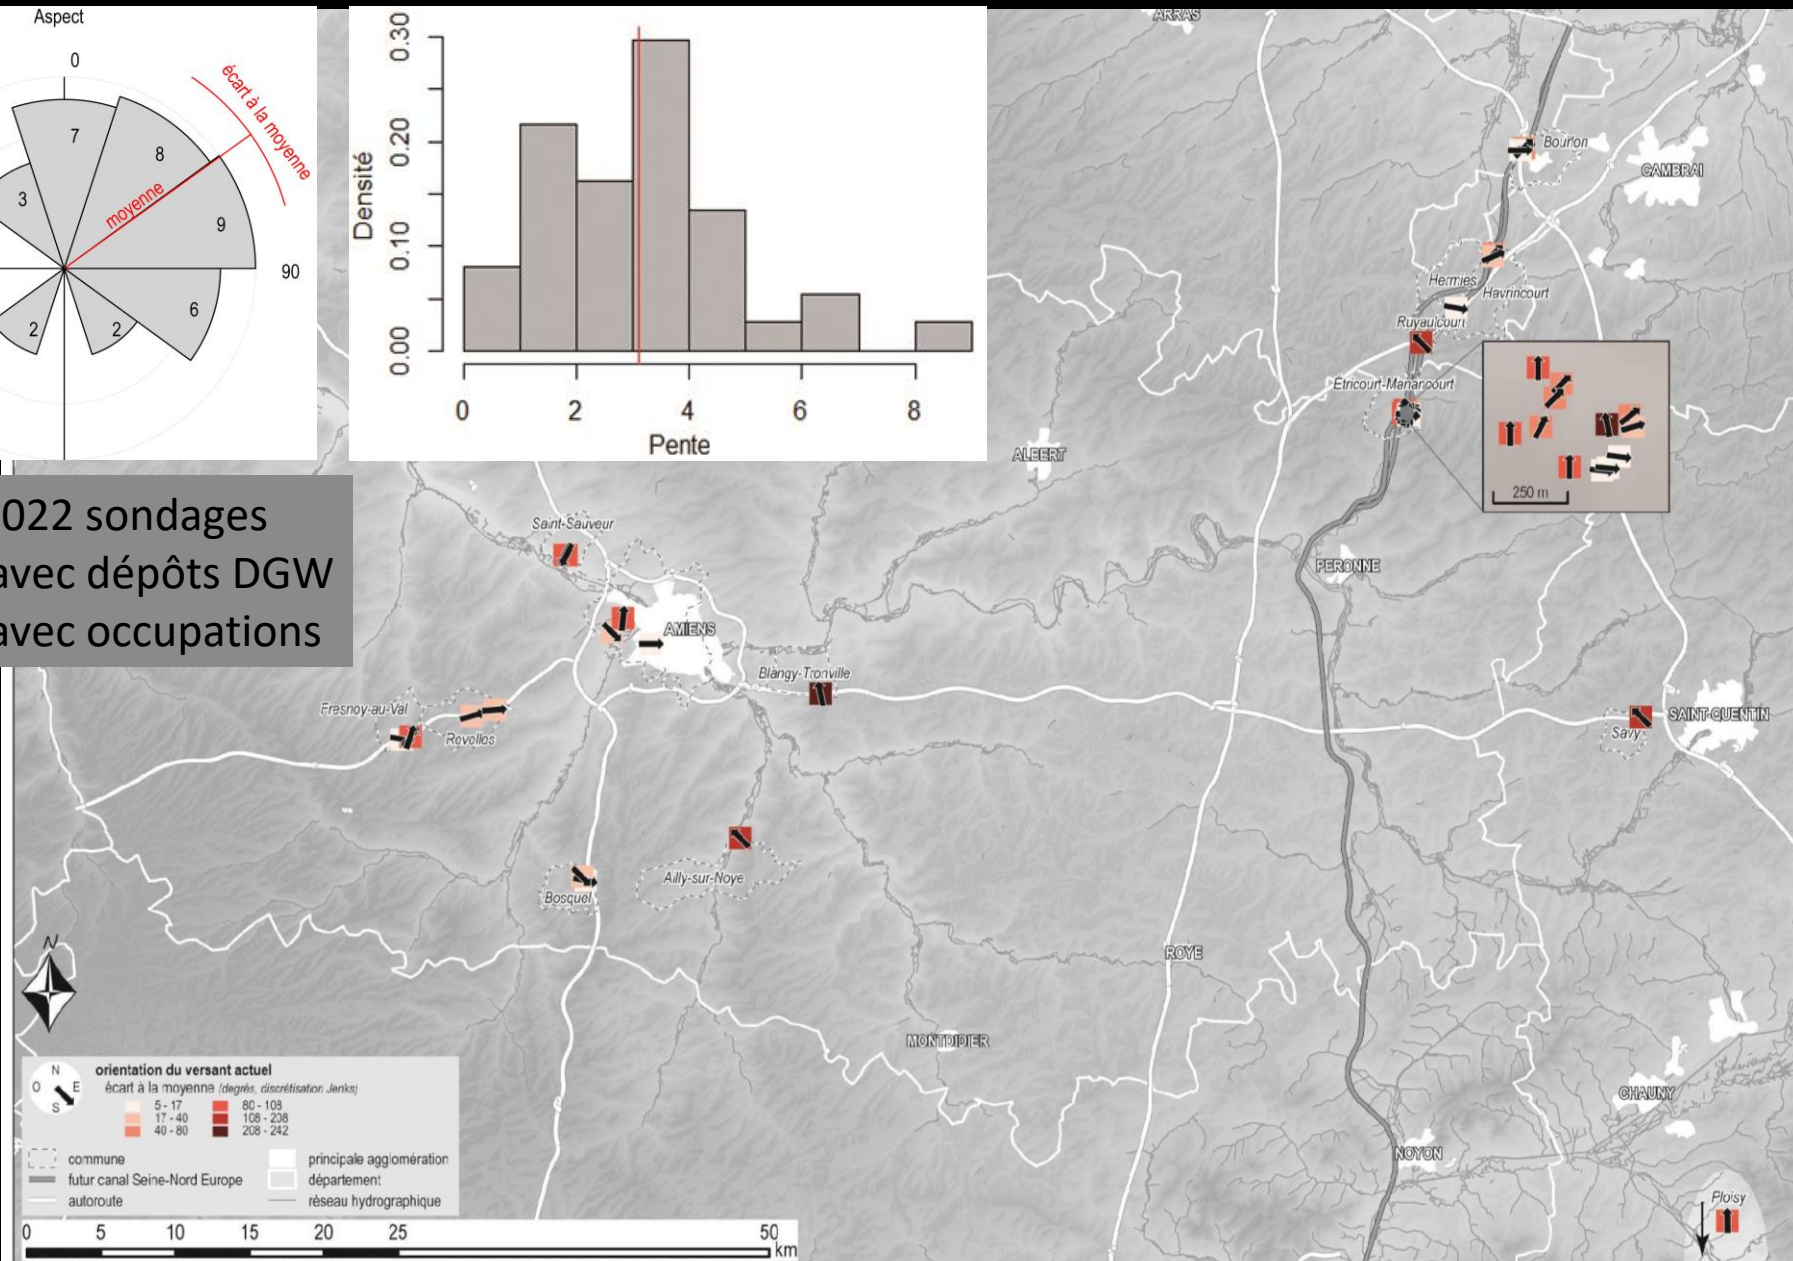 Aspect
0
7
8
3
9
90
6
2
2
moyenne
écart à la moyenne
Densité
0.30
0.20
0.10
0.00
0 2 4 6 8
Pente
022 sondages
avec dépôts DGW
avec occupations
ARRAS
Bourlon
CAMBRAI
Hermies
Havrincourt
Ruyaulcourt
Étricourt-Manancourt
250 m
ALBERT
PERONNE
Saint-Sauveur
AMIENS
Blangy-Tronville
Fresnoy-au-Val
Revelles
SAINT-QUENTIN
Savy
Ailly-sur-Noye
Bosquel
ROYE
MONTDIDIER
CHAUNY
NOYON
Ploisy
N
N
O E
S
orientation du versant actuel
écart à la moyenne (degrés, discrétisation Jenks)
5 - 17
17 - 40
40 - 80
80 - 108
108 - 208
208 - 242
commune
futur canal Seine-Nord Europe
autoroute
principale agglomération
département
réseau hydrographique
0 5 10 15 20 25 50
km